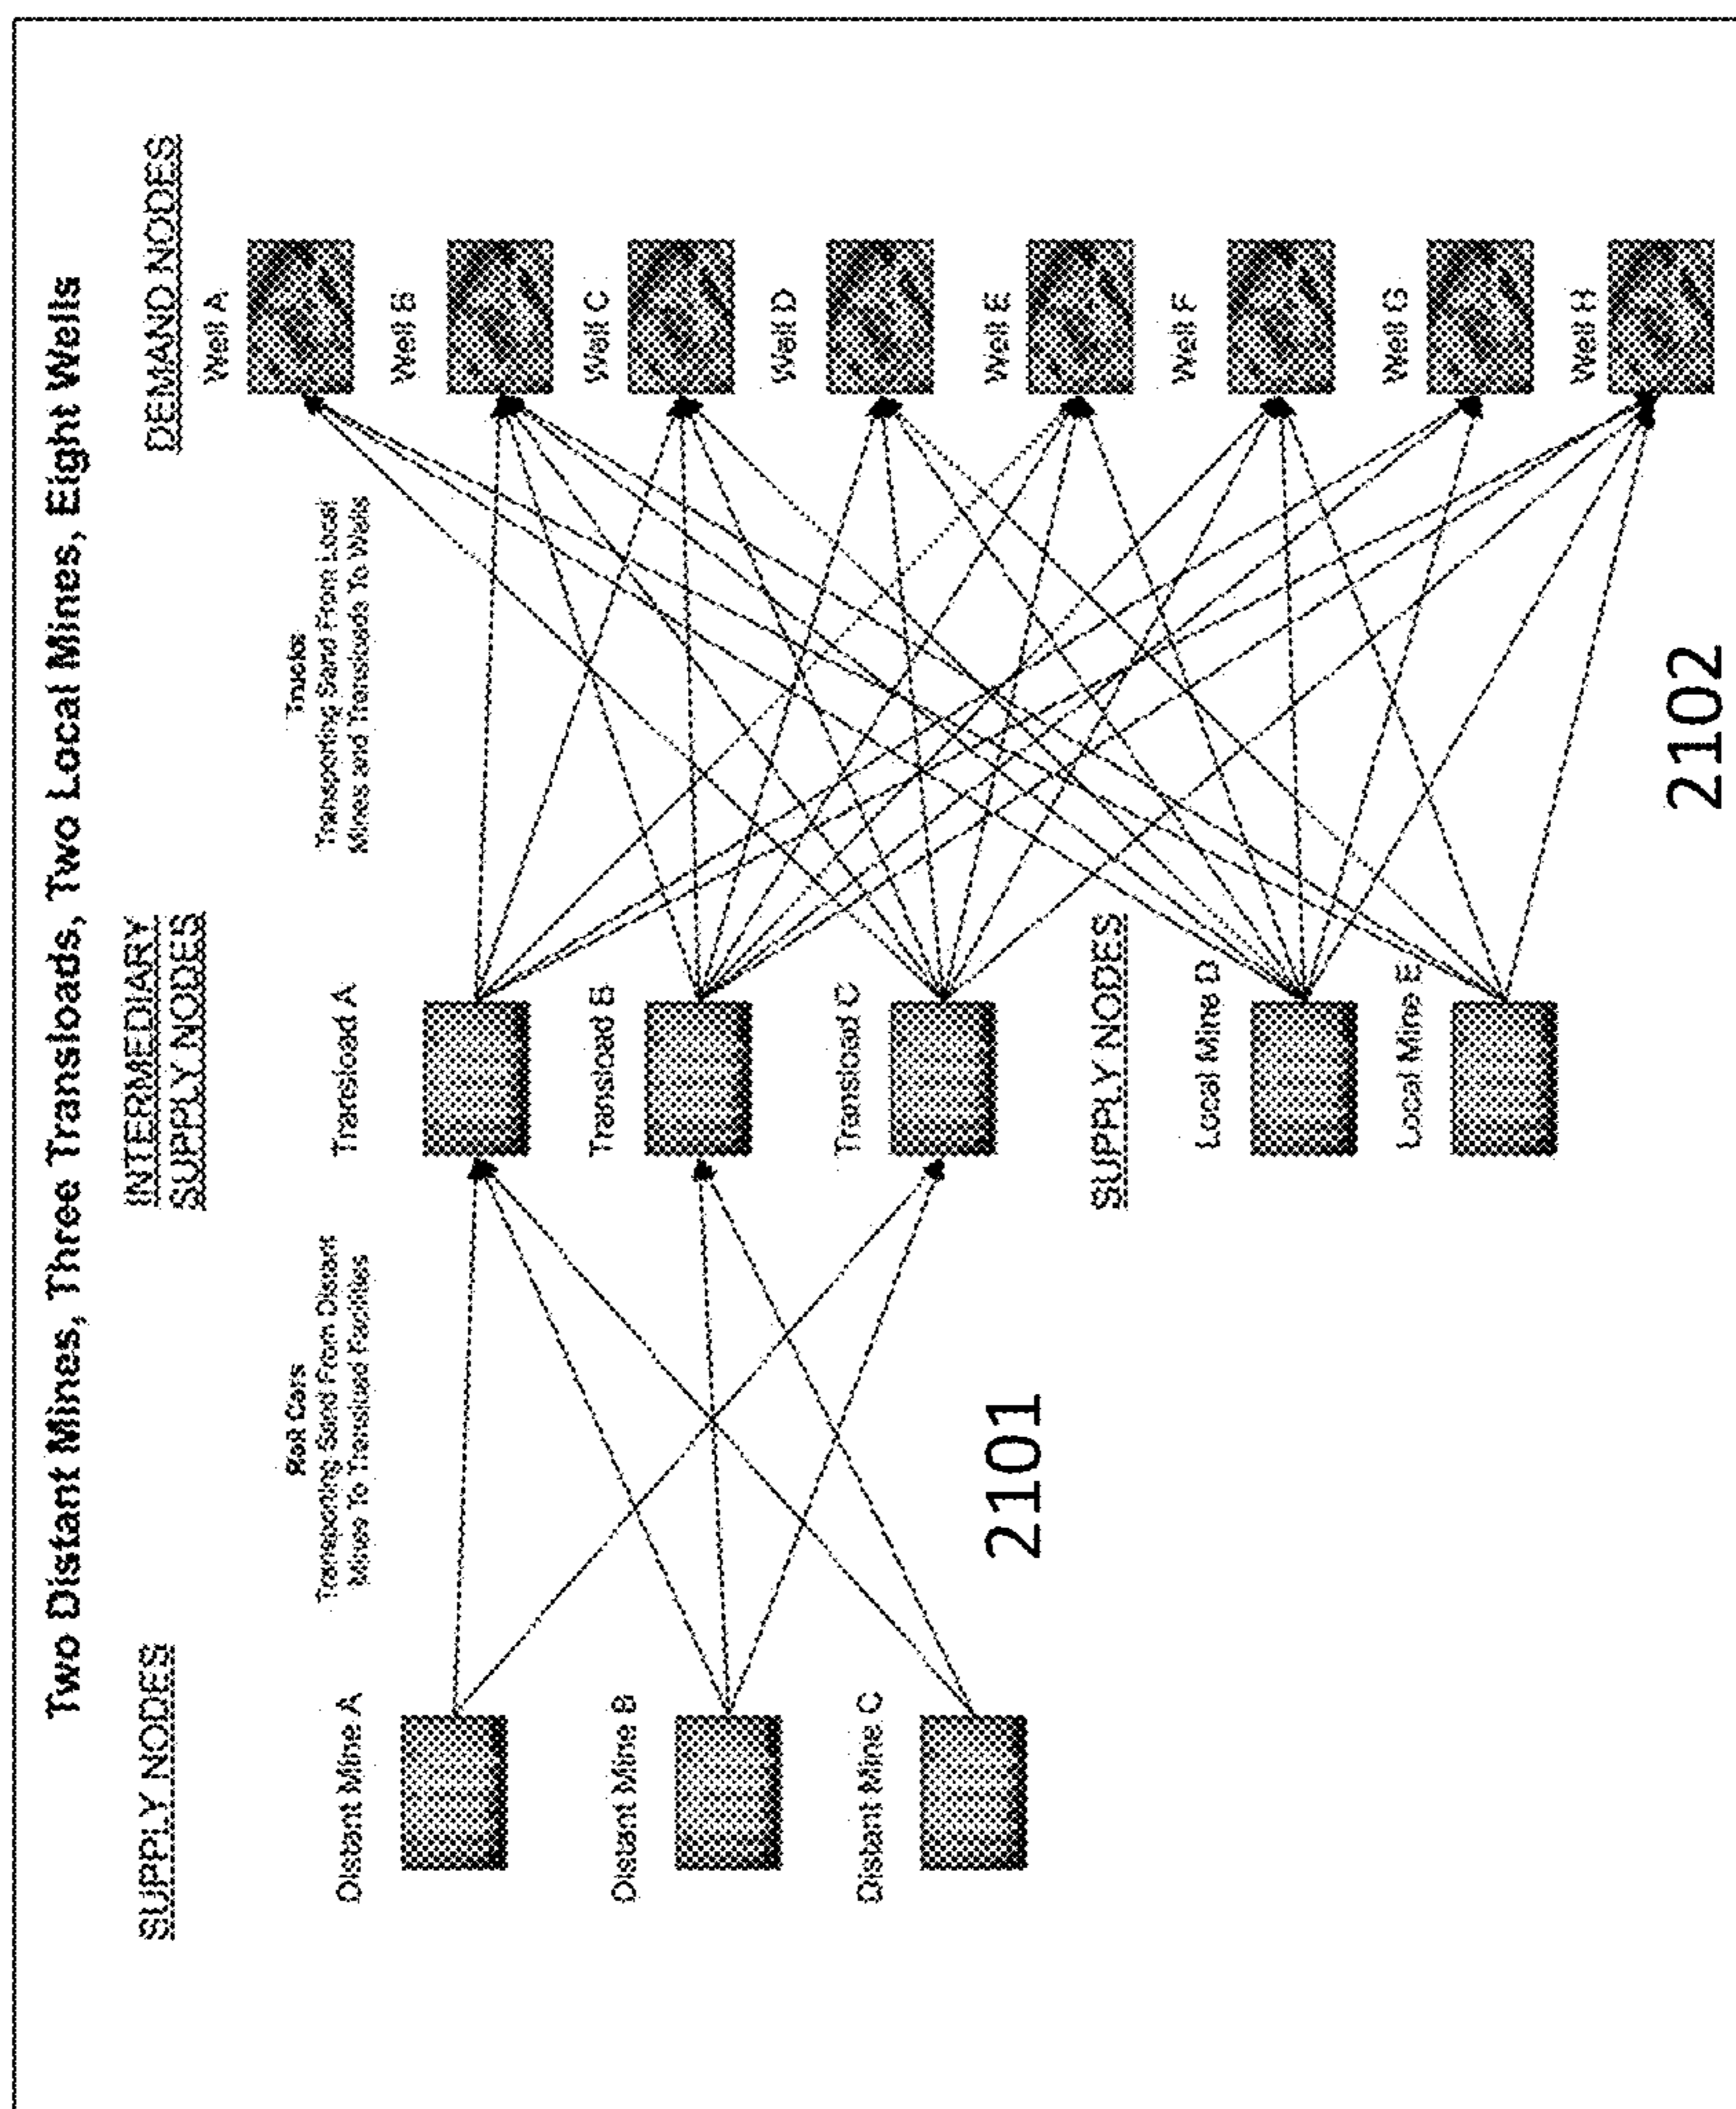 Two Distant Mines, Three Transloads, Two Local Mines, Eight Wells
SUPPLY NODES
INTERMEDIARY
SUPPLY NODES
DEMAND NODES
Rail Cars
Transporting Sand From Distant
Mines To Transload Facilities
Trucks
Transporting Sand From Local
Mines and Transloads To Wells
Distant Mine A
Distant Mine B
Distant Mine C
2101
Transload A
Transload B
Transload C
SUPPLY NODES
Local Mine D
Local Mine E
Well A
Well B
Well C
Well D
Well E
Well F
Well G
Well H
2102